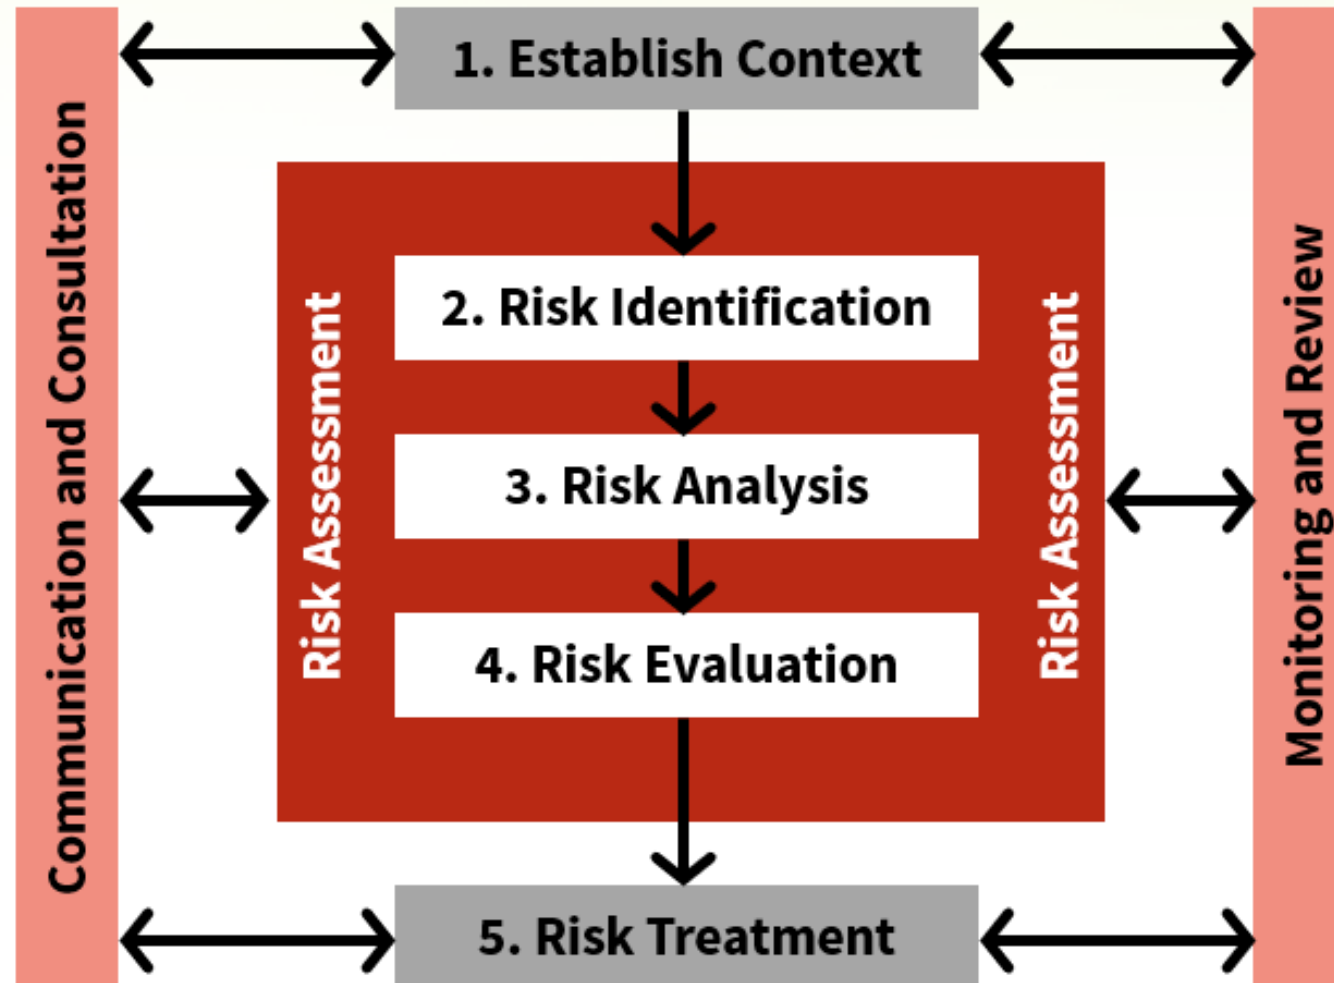 1. Establish Context
Communication and Consultation
Risk Assessment
2. Risk Identification
3. Risk Analysis
4. Risk Evaluation
Risk Assessment
Monitoring and Review
5. Risk Treatment